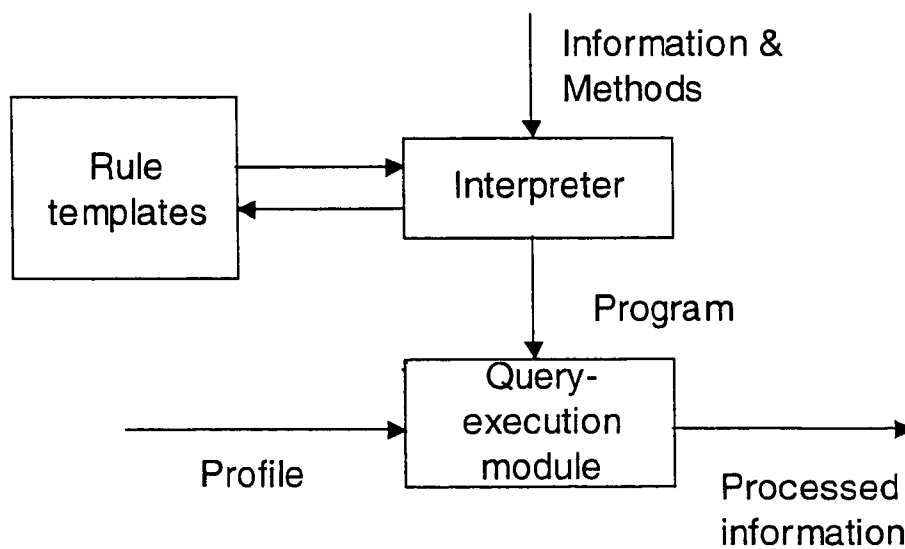 Information &
Methods
Rule
templates
Interpreter
Program
Query-
execution
module
Profile
Processed
information